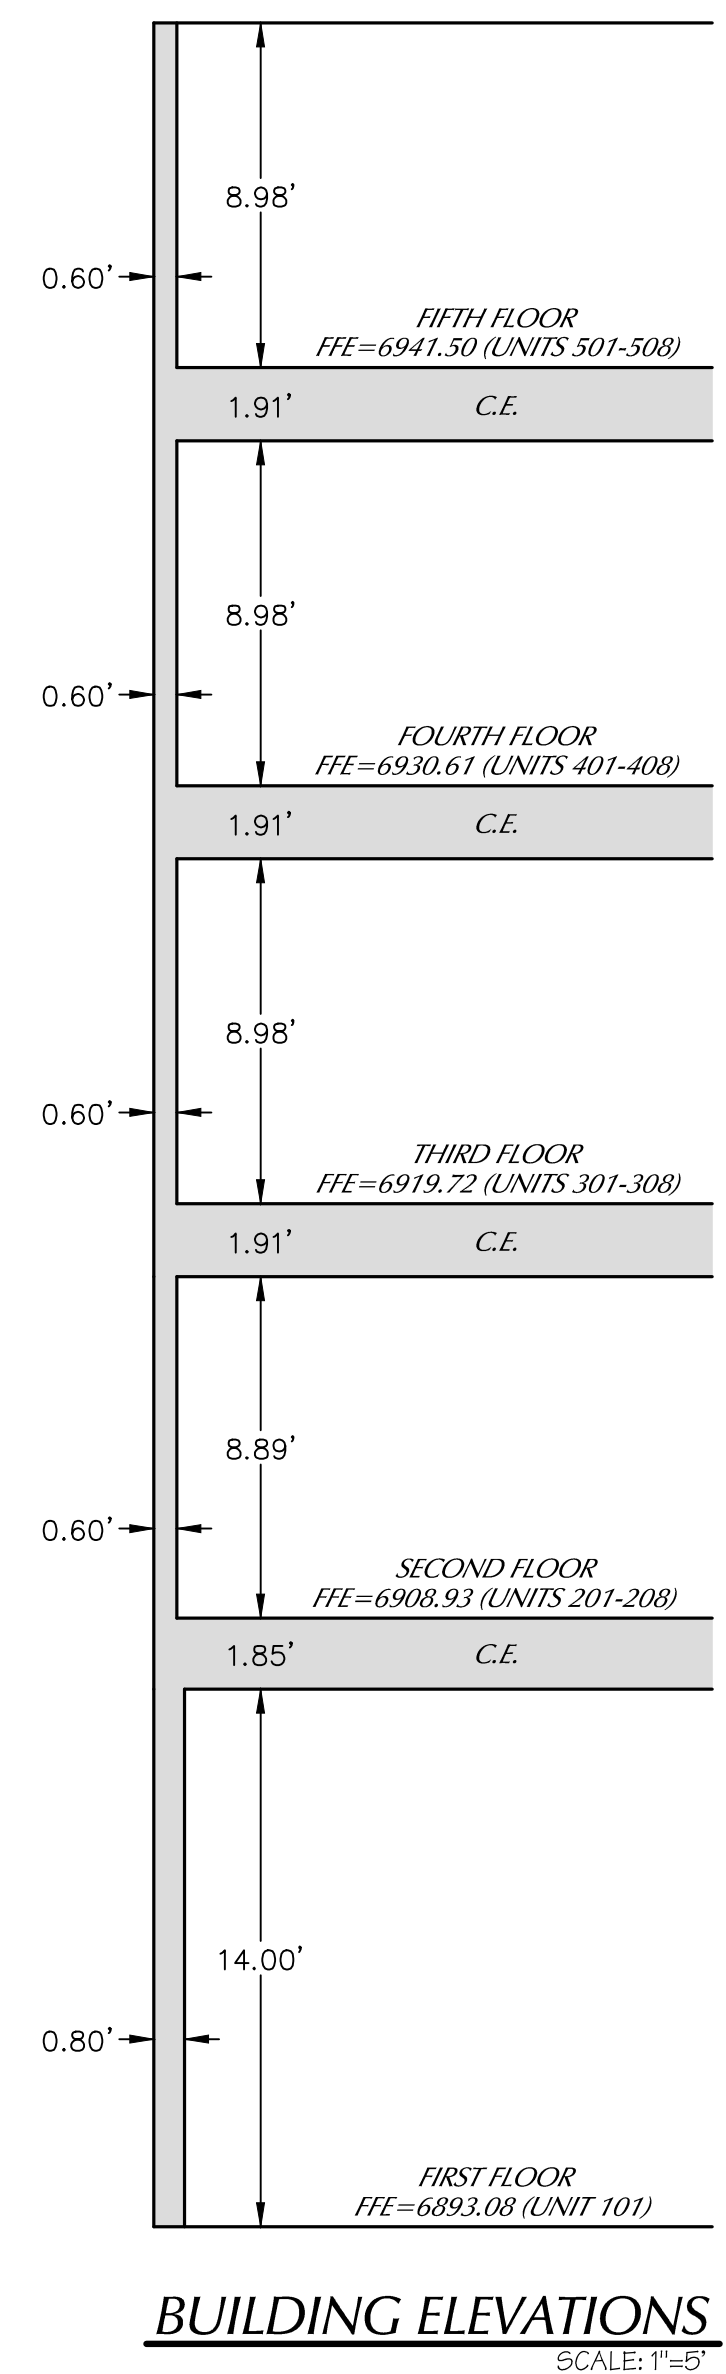 8.98'
0.60'
FIFTH FLOOR
FFE=6941.50 (UNITS 501-508)
1.91' C.E.
8.98'
0.60'
FOURTH FLOOR
FFE=6930.61 (UNITS 401-408)
1.91' C.E.
8.98'
0.60'
THIRD FLOOR
FFE=6919.72 (UNITS 301-308)
1.91' C.E.
8.89'
0.60'
SECOND FLOOR
FFE=6908.93 (UNITS 201-208)
1.85' C.E.
14.00'
0.80'
FIRST FLOOR
FFE=6893.08 (UNIT 101)
BUILDING ELEVATIONS
SCALE: 1"=5'